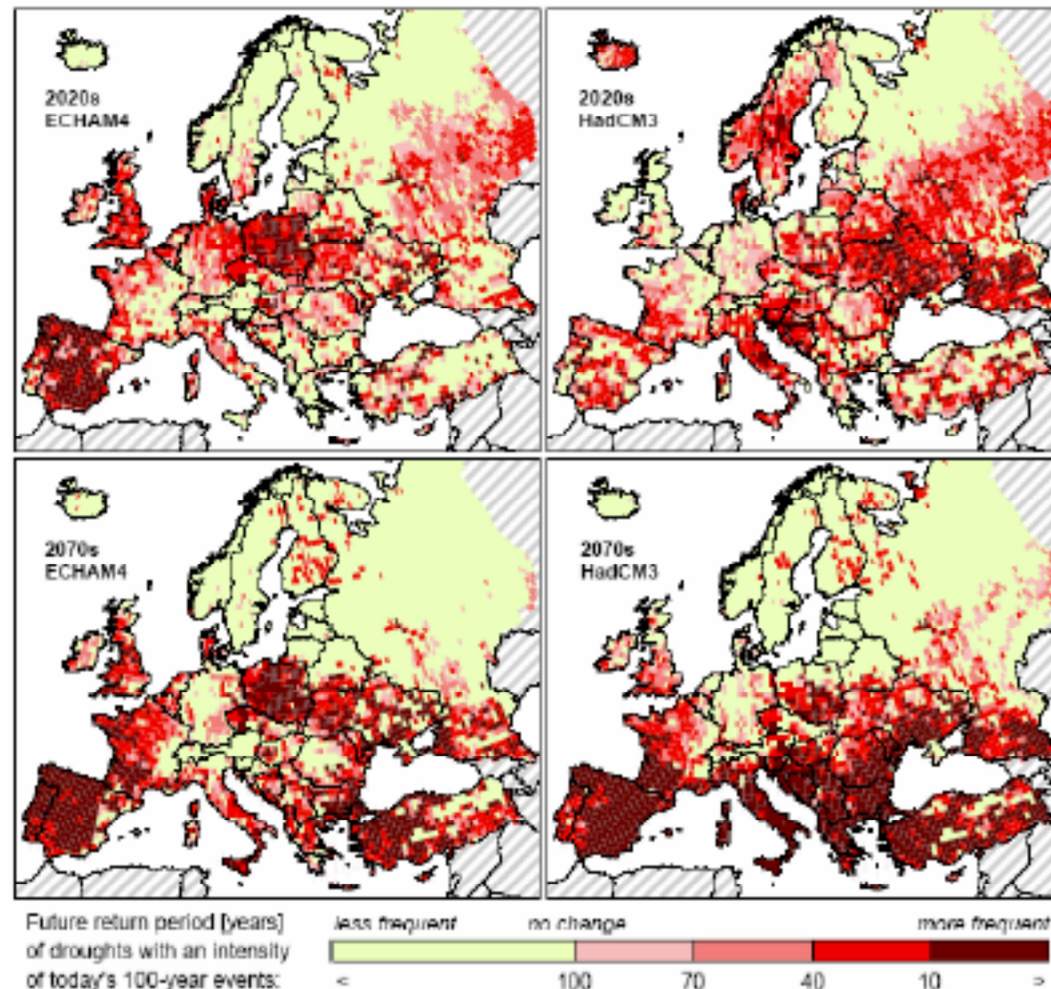 2020s
ECHAM4
2020s
HadCM3
2070s
ECHAM4
2070s
HadCM3
Future return period [years]
of droughts with an intensity
of today's 100-year events:
less frequent no change more frequent
< 100 70 40 10 >